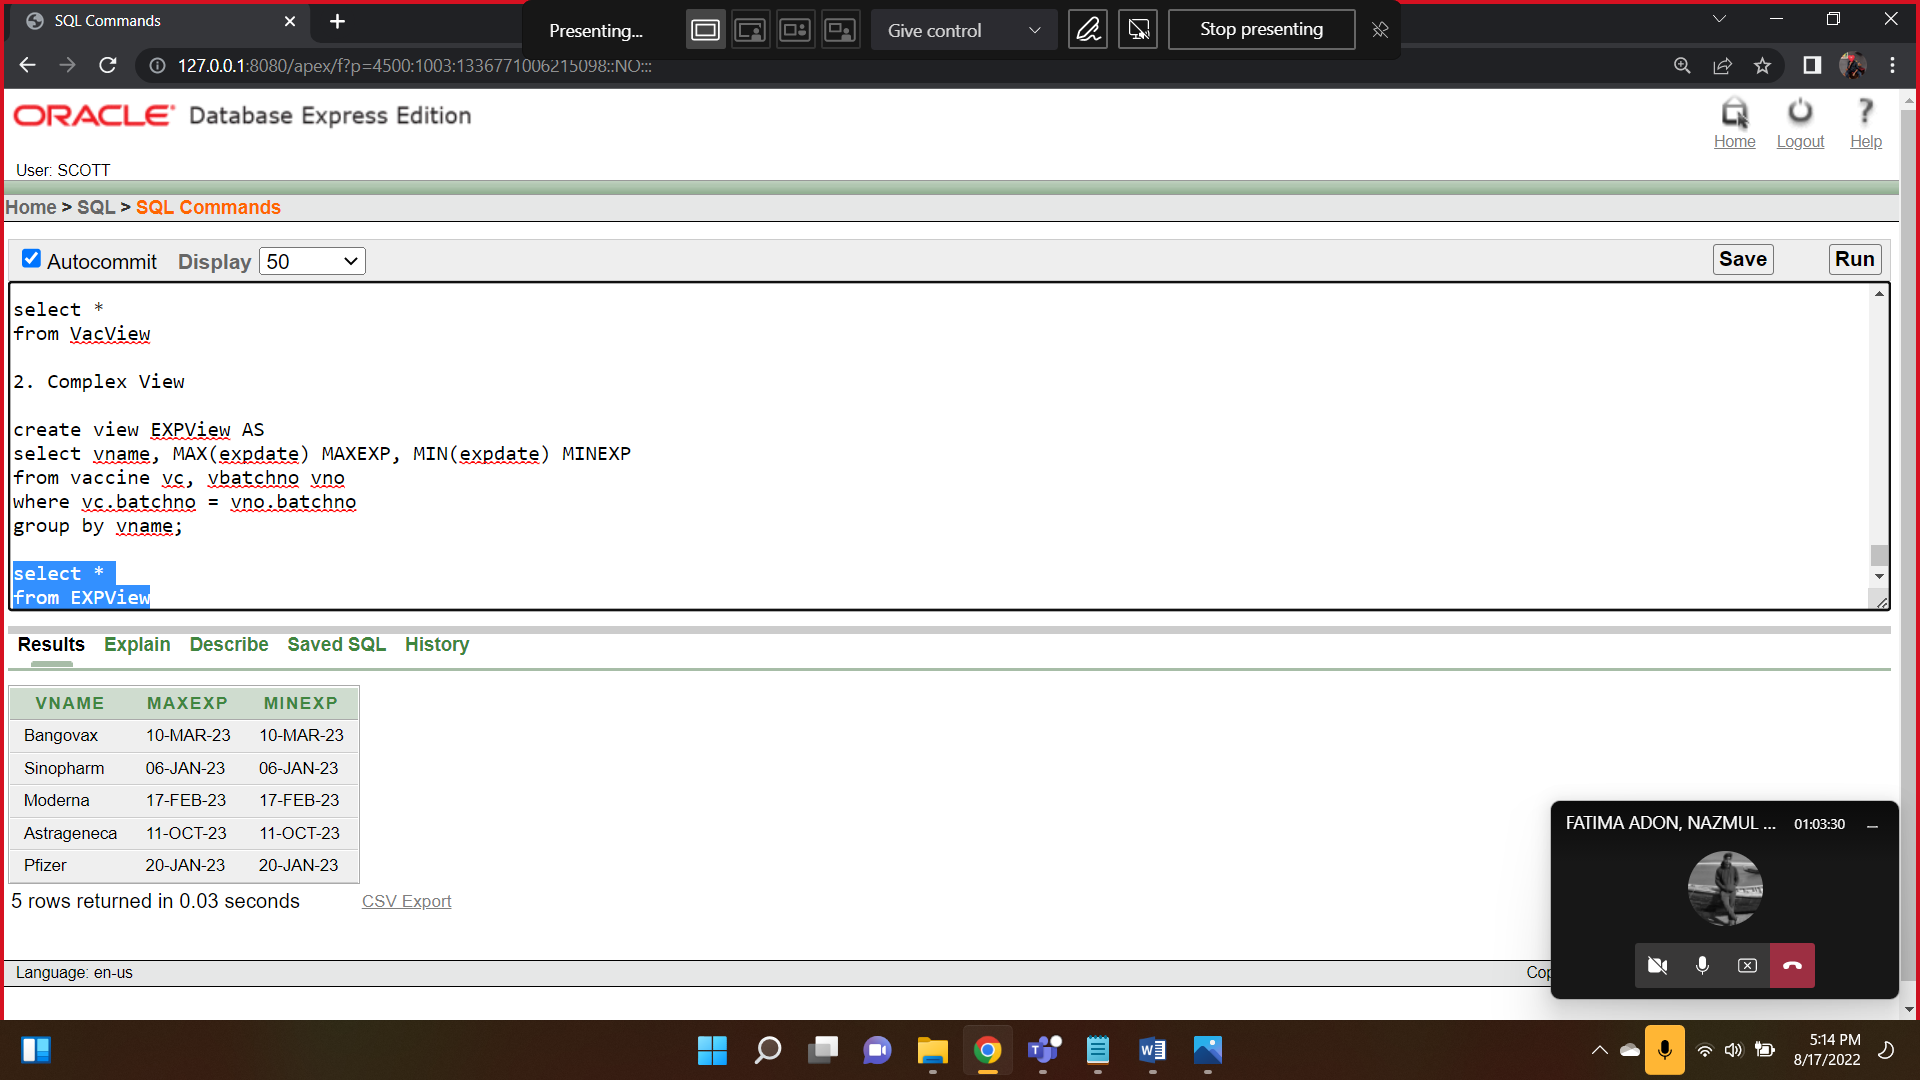 SQL Commands
Presenting...
Give control
Stop presenting
127.0.0.1:8080/apex/f?p=4500:1003:1336771006215098::NO:::
ORACLE Database Express Edition
Home
Logout
Help
User: SCOTT
Home > SQL > SQL Commands
Autocommit Display 50
Save
Run
select *
from VacView
2. Complex View
create view EXPView AS
select vname, MAX(expdate) MAXEXP, MIN(expdate) MINEXP
from vaccine vc, vbatchno vno
where vc.batchno = vno.batchno
group by vname;
select *
from EXPView
Results Explain Describe Saved SQL History
VNAME MAXEXP MINEXP
Bangovax 10-MAR-23 10-MAR-23
Sinopharm 06-JAN-23 06-JAN-23
Moderna 17-FEB-23 17-FEB-23
Astrageneca 11-OCT-23 11-OCT-23
Pfizer 20-JAN-23 20-JAN-23
5 rows returned in 0.03 seconds
CSV Export
FATIMA ADON, NAZMUL ... 01:03:30
Language: en-us
Cop
5:14 PM
8/17/2022